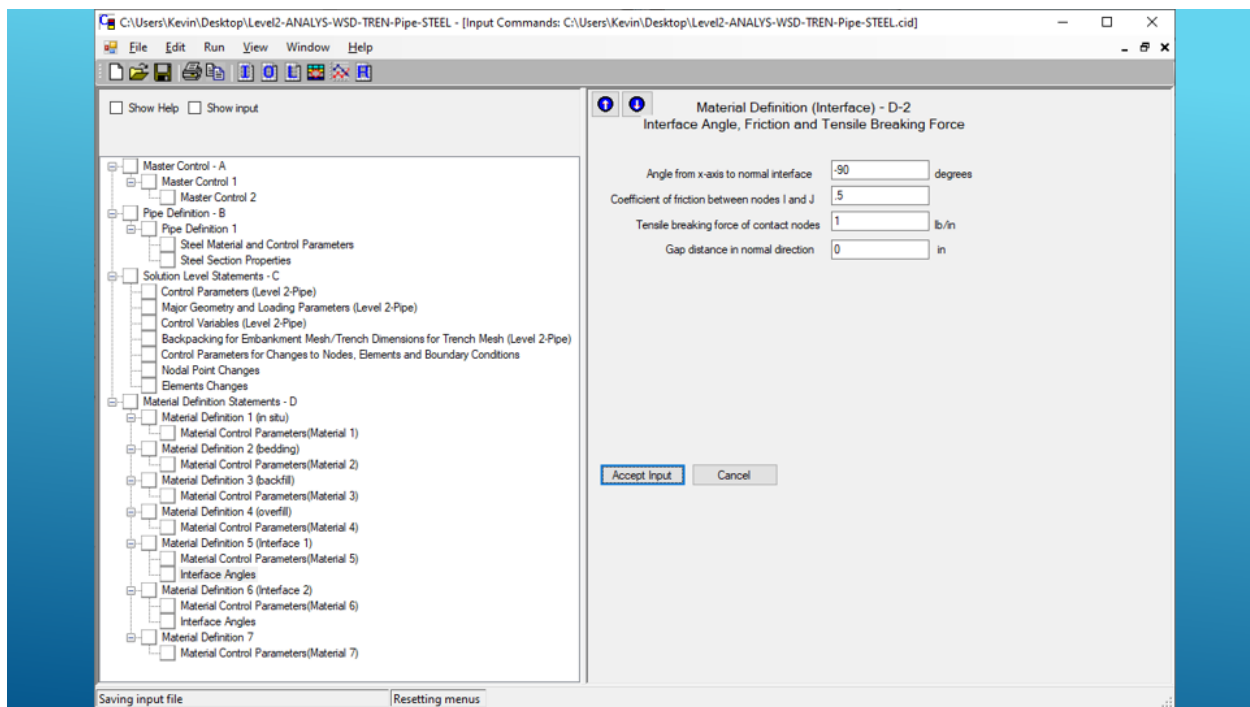 C:\Users\Kevin\Desktop\Level2-ANALYS-WSD-TREN-Pipe-STEEL - [Input Commands: C:\Users\Kevin\Desktop\Level2-ANALYS-WSD-TREN-Pipe-STEEL.cid]
File Edit Run View Window Help
Show Help Show input
Master Control - A
Master Control 1
Master Control 2
Pipe Definition - B
Pipe Definition 1
Steel Material and Control Parameters
Steel Section Properties
Solution Level Statements - C
Control Parameters (Level 2-Pipe)
Major Geometry and Loading Parameters (Level 2-Pipe)
Control Variables (Level 2-Pipe)
Backpacking for Embankment Mesh/Trench Dimensions for Trench Mesh (Level 2-Pipe)
Control Parameters for Changes to Nodes, Elements and Boundary Conditions
Nodal Point Changes
Elements Changes
Material Definition Statements - D
Material Definition 1 (in situ)
Material Control Parameters(Material 1)
Material Definition 2 (bedding)
Material Control Parameters(Material 2)
Material Definition 3 (backfill)
Material Control Parameters(Material 3)
Material Definition 4 (overfill)
Material Control Parameters(Material 4)
Material Definition 5 (Interface 1)
Material Control Parameters(Material 5)
Interface Angles
Material Definition 6 (Interface 2)
Material Control Parameters(Material 6)
Interface Angles
Material Definition 7
Material Control Parameters(Material 7)
Material Definition (Interface) - D-2
Interface Angle, Friction and Tensile Breaking Force
Angle from x-axis to normal interface -90 degrees
Coefficient of friction between nodes I and J .5
Tensile breaking force of contact nodes 1 lb/in
Gap distance in normal direction 0 in
Accept Input Cancel
Saving input file Resetting menus